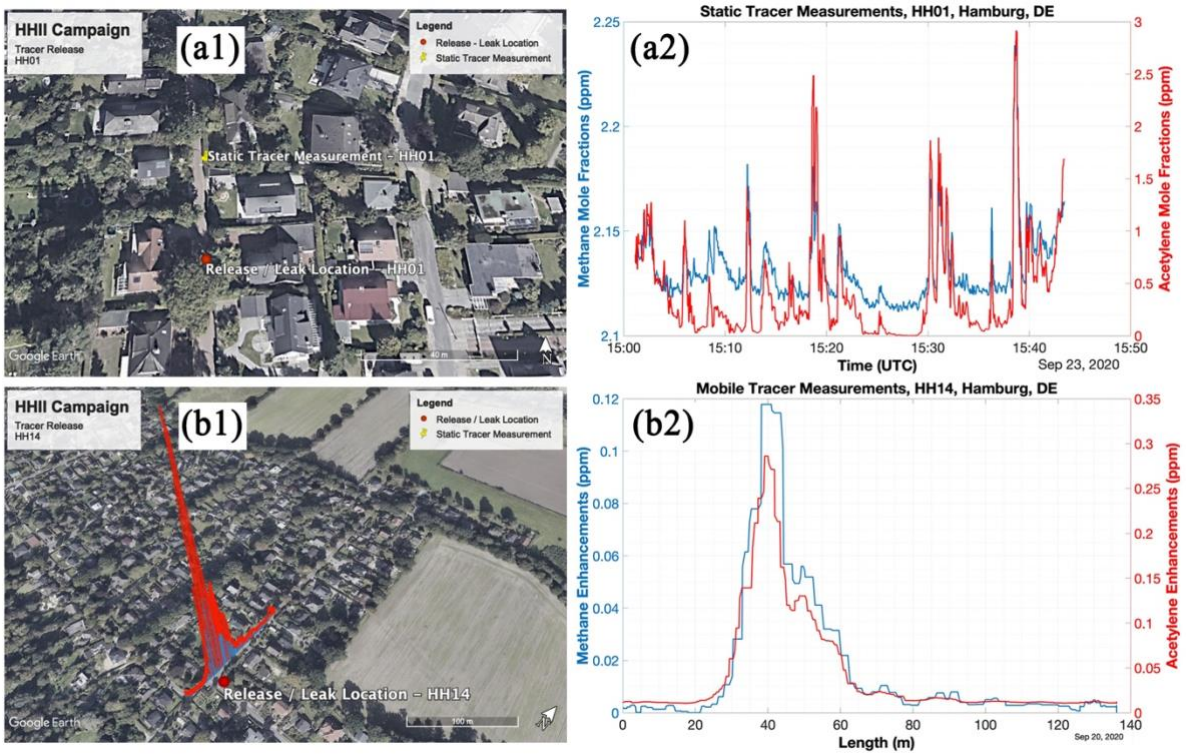 HHII Campaign
Tracer Release
HH01
(a1)
Legend
Release - Leak Location
Static Tracer Measurement
Static Tracer Measurement - HH01
Release / Leak Location - HH01
Google Earth
40 m
N
Static Tracer Measurements, HH01, Hamburg, DE
(a2)
Methane Mole Fractions (ppm)
2.25
2.2
2.15
2.1
3
2.5
2
1.5
1
0.5
0
Acetylene Mole Fractions (ppm)
15:00
15:10
15:20
15:30
15:40
15:50
Time (UTC)
Sep 23, 2020
HHII Campaign
Tracer Release
HH14
(b1)
Legend
Release / Leak Location
Static Tracer Measurement
Release / Leak Location - HH14
Google Earth
100 m
Mobile Tracer Measurements, HH14, Hamburg, DE
(b2)
Methane Enhancements (ppm)
0.12
0.1
0.08
0.06
0.04
0.02
0
0.35
0.3
0.25
0.2
0.15
0.1
0.05
0
Acetylene Enhancements (ppm)
0
20
40
60
80
100
120
140
Length (m)
Sep 20, 2020